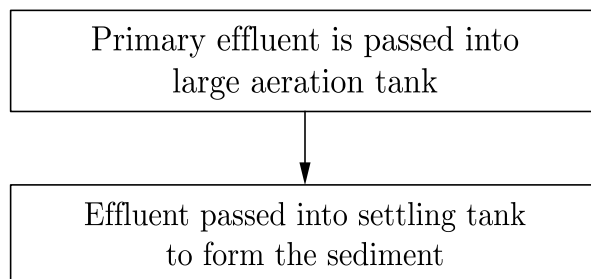 Primary effluent is passed into
large aeration tank
Effluent passed into settling tank
to form the sediment